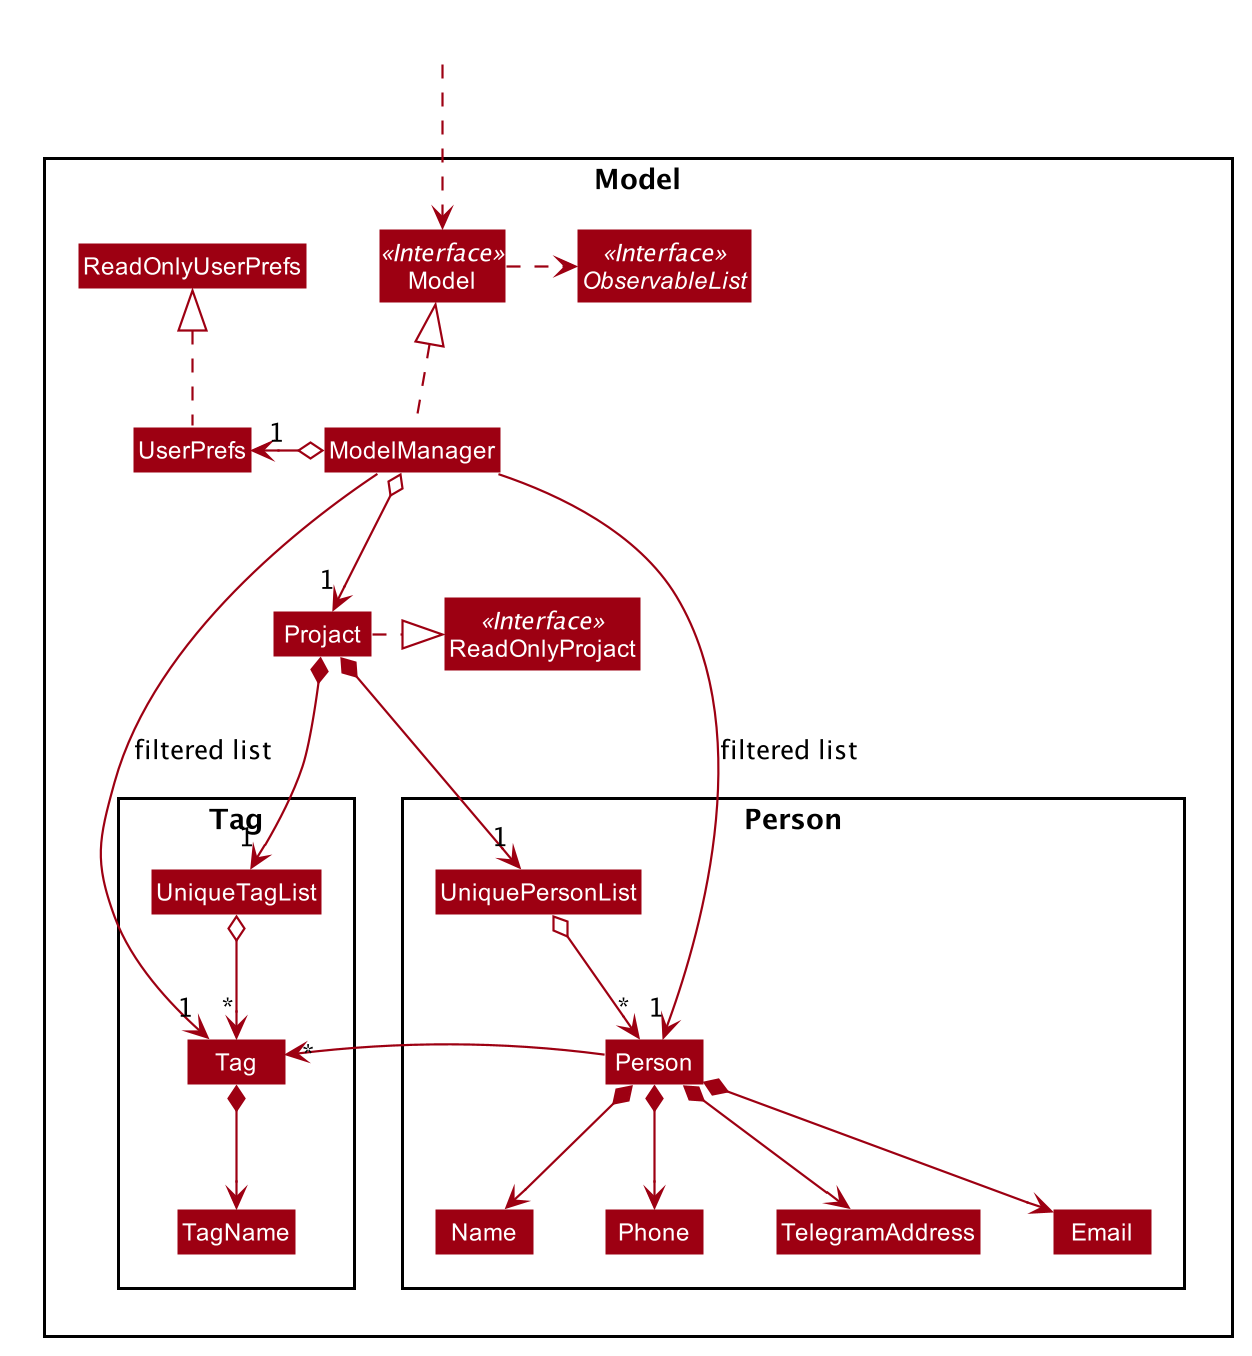 Model
ReadOnlyUserPrefs
«Interface»
Model
«Interface»
ObservableList
UserPrefs
1
ModelManager
1
Projact
«Interface»
ReadOnlyProjact
filtered list
filtered list
Tag
Person
1
1
UniqueTagList
UniquePersonList
1
*
*
1
Tag
*
Person
TagName
Name
Phone
TelegramAddress
Email